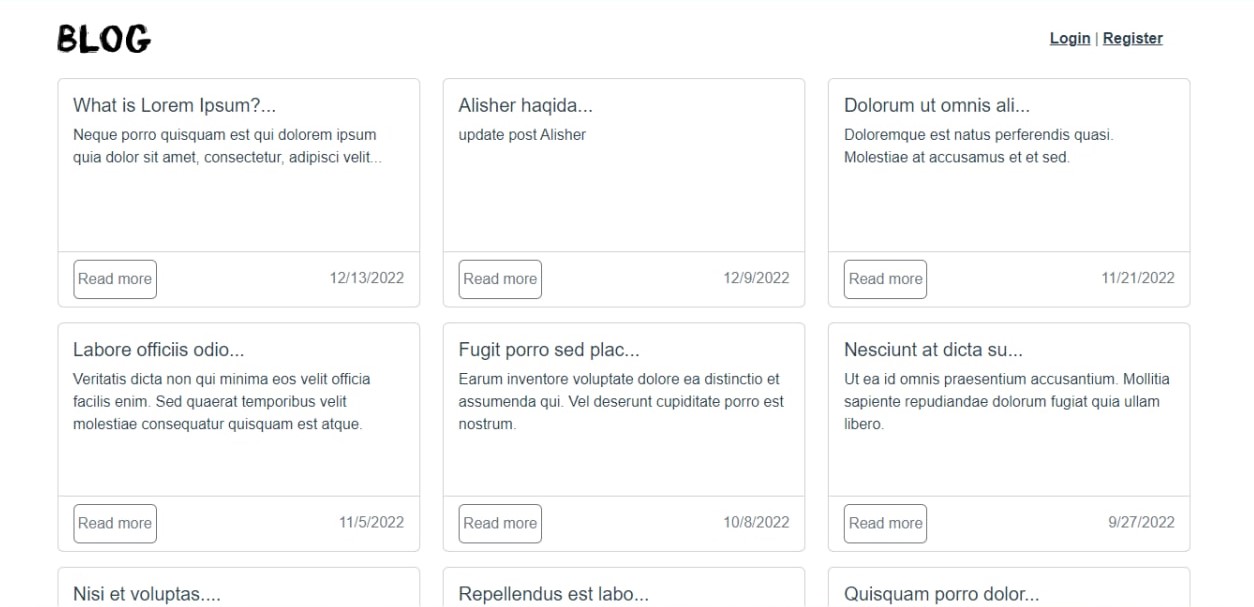 BLOG
Login | Register
What is Lorem Ipsum?...
Neque porro quisquam est qui dolorem ipsum
quia dolor sit amet, consectetur, adipisci velit...
Read more
12/13/2022
Alisher haqida...
update post Alisher
Read more
12/9/2022
Dolorum ut omnis ali...
Doloremque est natus perferendis quasi.
Molestiae at accusamus et et sed.
Read more
11/21/2022
Labore officiis odio...
Veritatis dicta non qui minima eos velit officia
facilis enim. Sed quaerat temporibus velit
molestiae consequatur quisquam est atque.
Read more
11/5/2022
Fugit porro sed plac...
Earum inventore voluptate dolore ea distinctio et
assumenda qui. Vel deserunt cupiditate porro est
nostrum.
Read more
10/8/2022
Nesciunt at dicta su...
Ut ea id omnis praesentium accusantium. Mollitia
sapiente repudiandae dolorum fugiat quia ullam
libero.
Read more
9/27/2022
Nisi et voluptas....
Repellendus est labo...
Quisquam porro dolor...